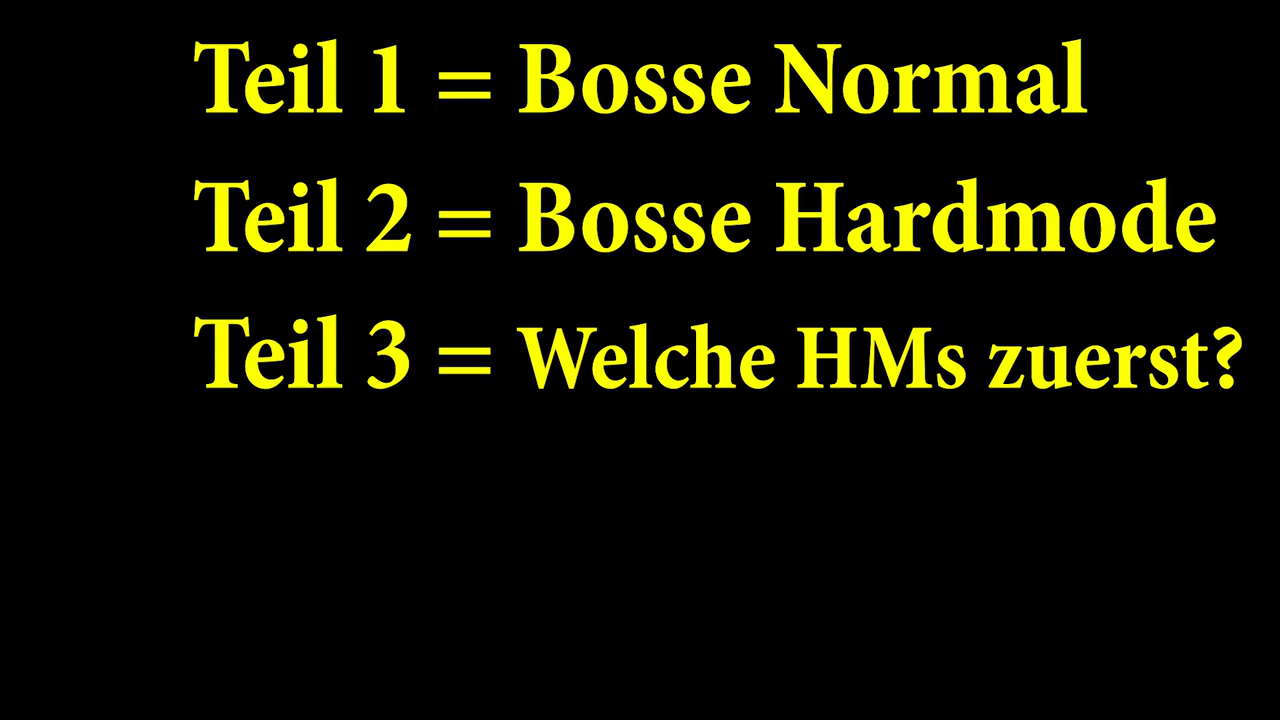 Teil 1 = Bosse Normal
Teil 2 = Bosse Hardmode
Teil 3 = Welche HMs zuerst?